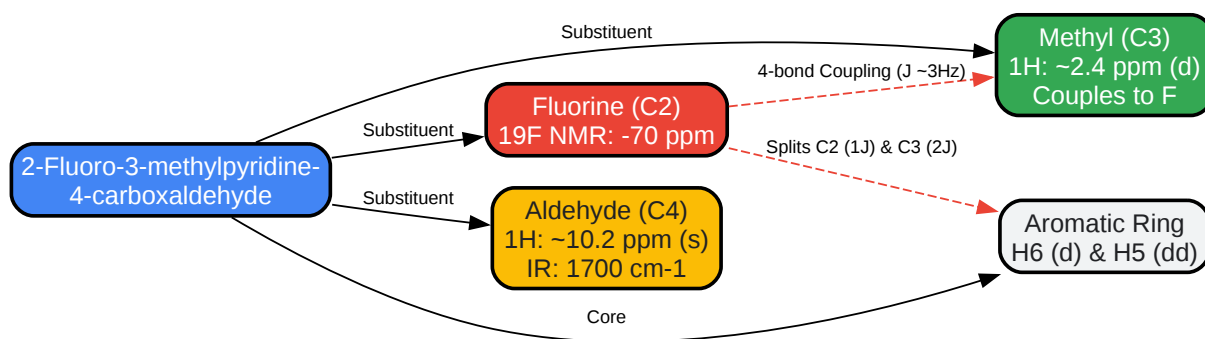 2-Fluoro-3-methylpyridine-
4-carboxaldehyde
Substituent
Substituent
Substituent
Core
Fluorine (C2)
19F NMR: -70 ppm
Aldehyde (C4)
1H: ~10.2 ppm (s)
IR: 1700 cm-1
4-bond Coupling (J ~3Hz)
Splits C2 (1J) & C3 (2J)
Methyl (C3)
1H: ~2.4 ppm (d)
Couples to F
Aromatic Ring
H6 (d) & H5 (dd)